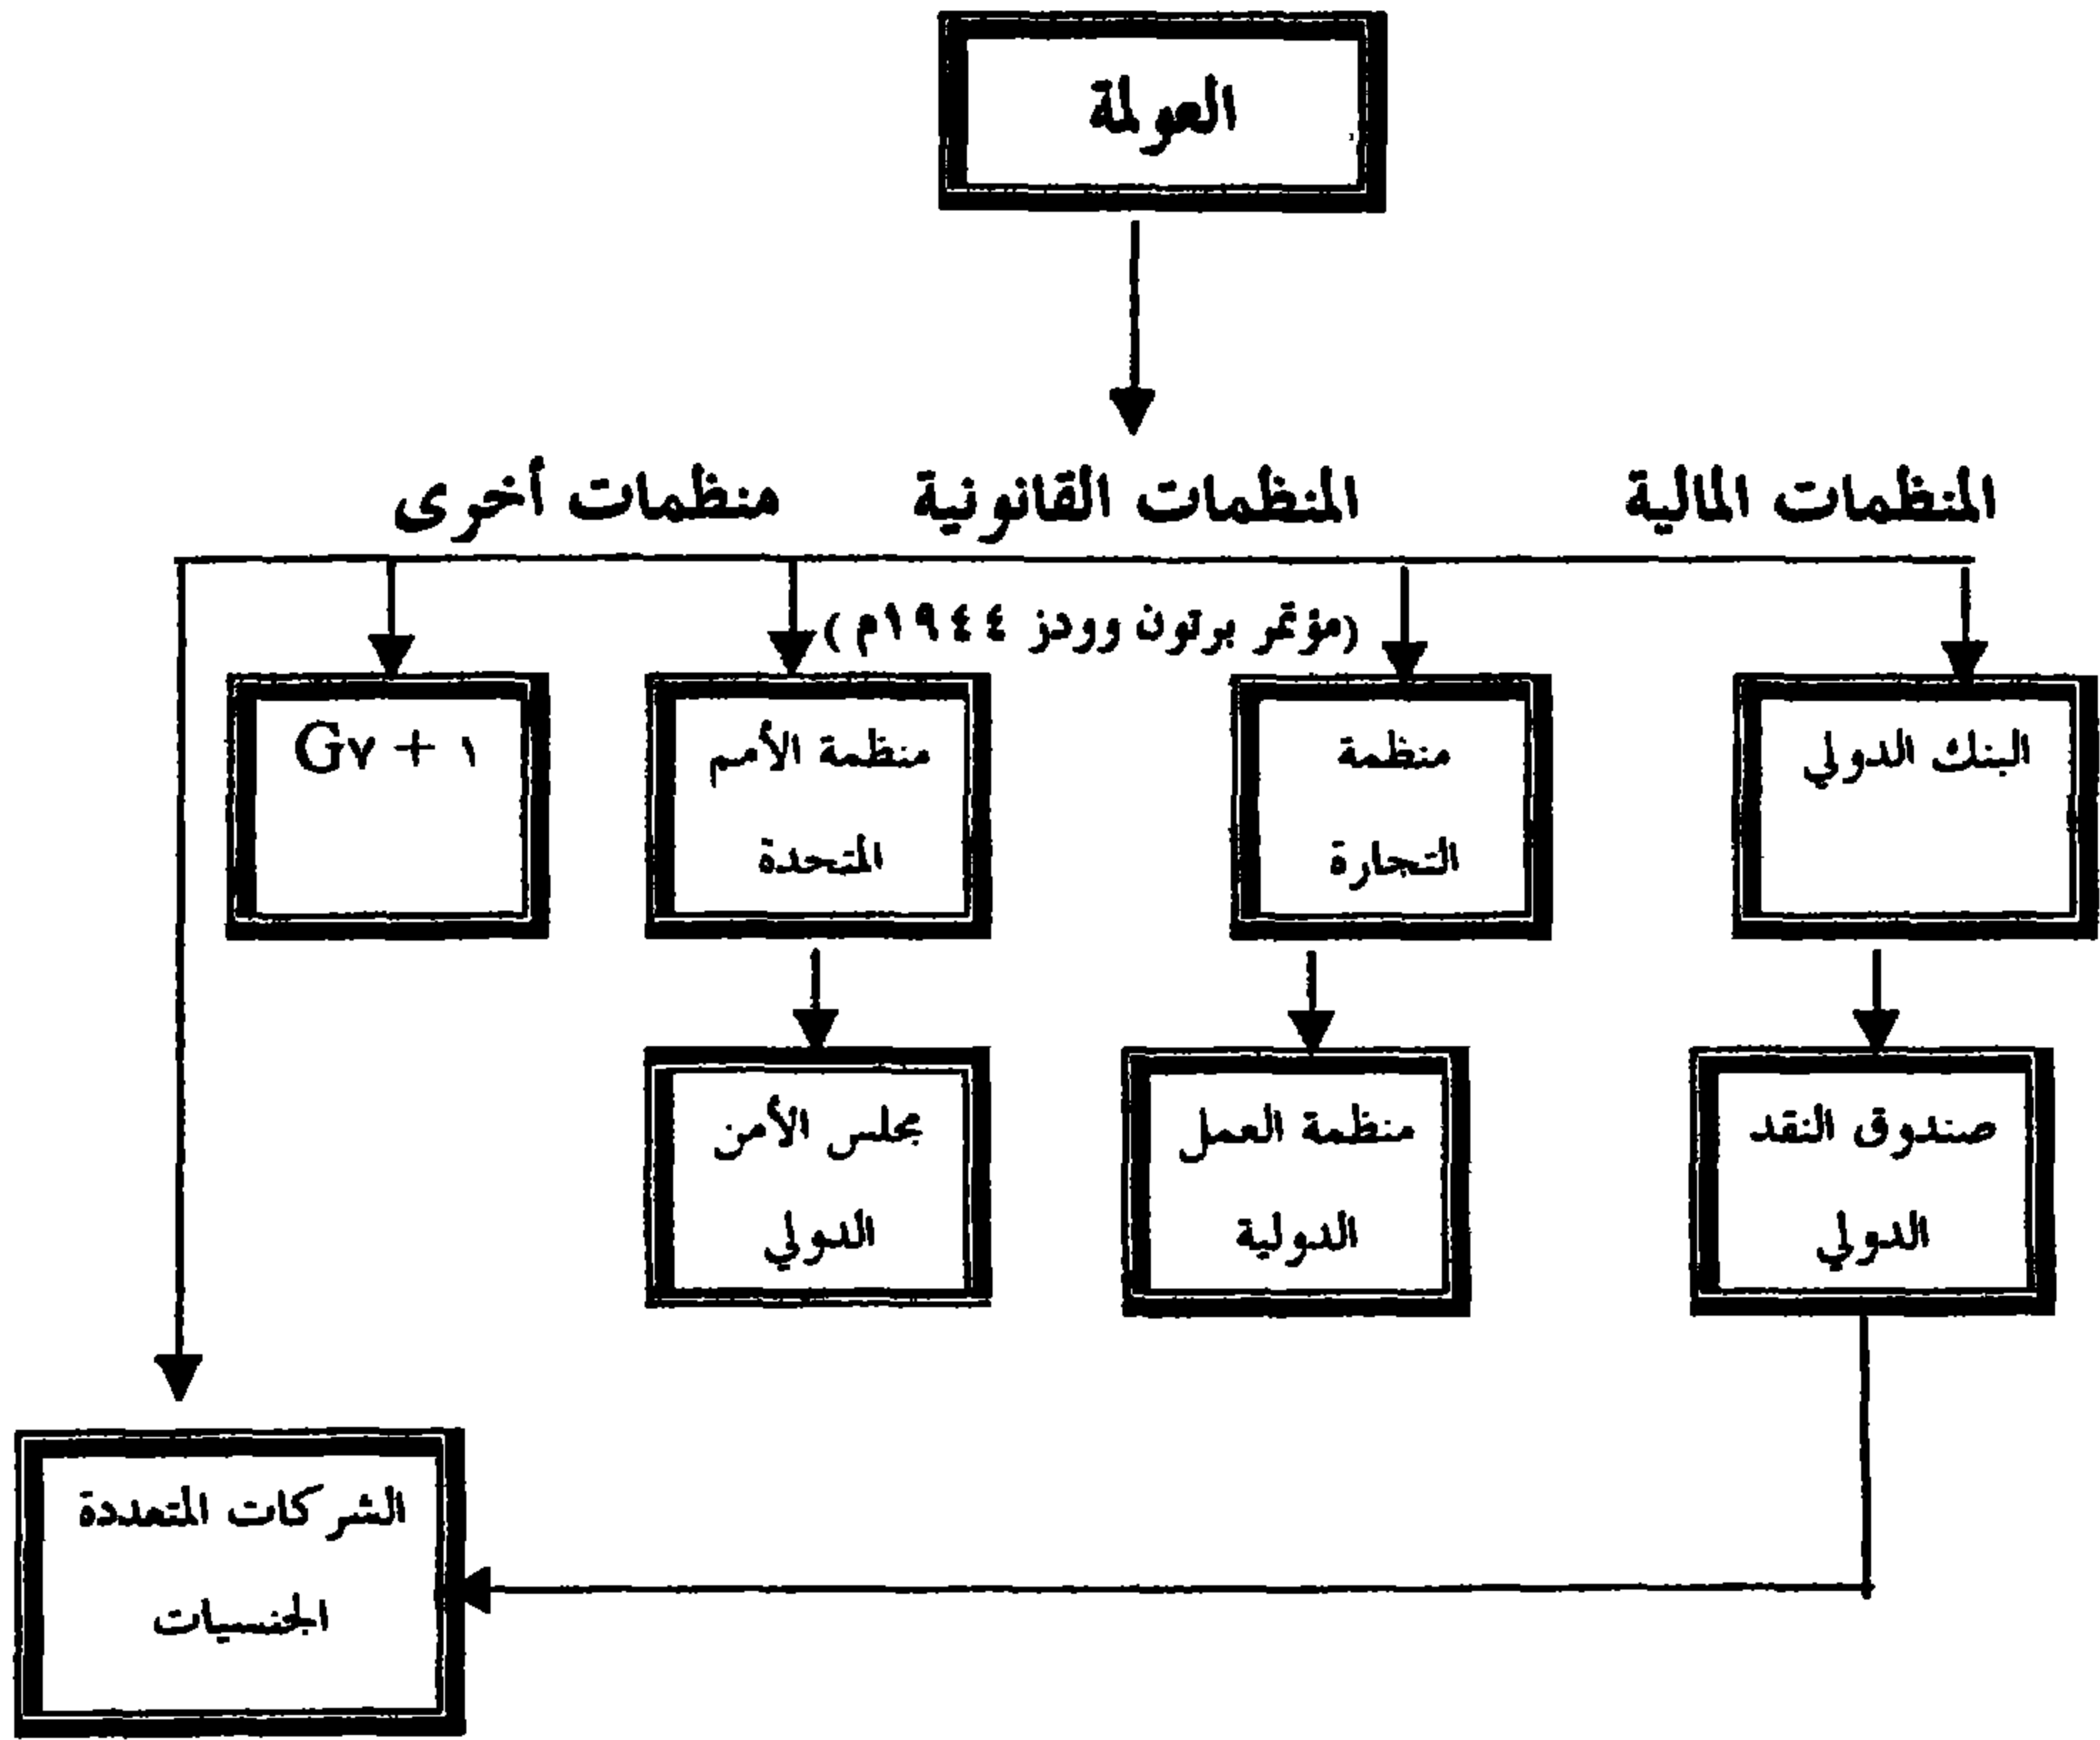 العولمة
المنظمات المالية
المنظمات القانونية
منظمات أخرى
(مؤتمر برتون وودز ١٩٤٤م)
البنك الدولي
منظمة
التجارة
منظمة الأمم
المتحدة
G٧ + ١
صندوق النقد
الدولي
منظمة العمل
الدولية
مجلس الأمن
الدولي
الشركات المتعددة
الجنسيات